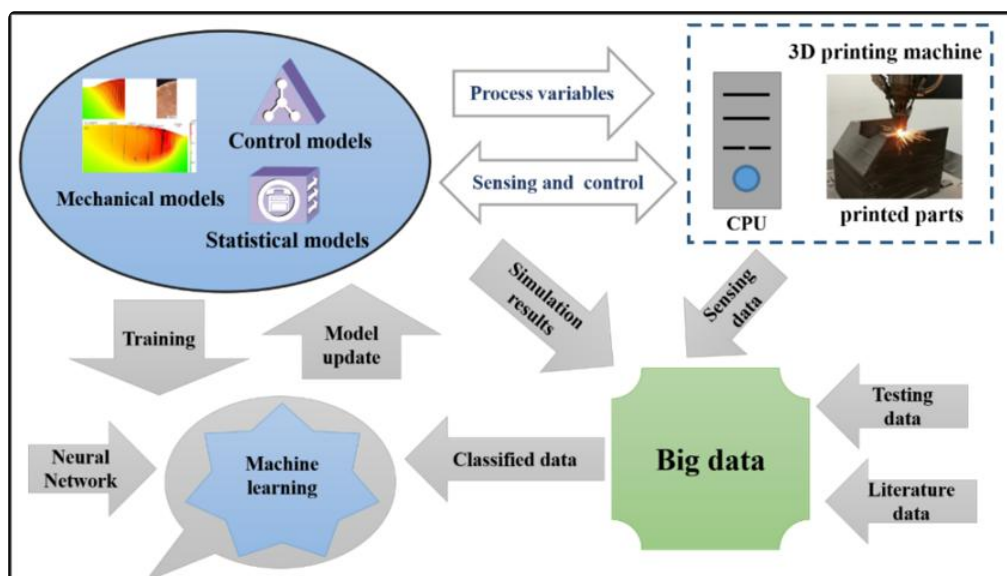 3D printing machine
Control models
Mechanical models
Statistical models
Process variables
Sensing and control
CPU
printed parts
Training
Model
update
Simulation
results
Sensing
data
Testing
data
Literature
data
Big data
Classified data
Machine
learning
Neural
Network